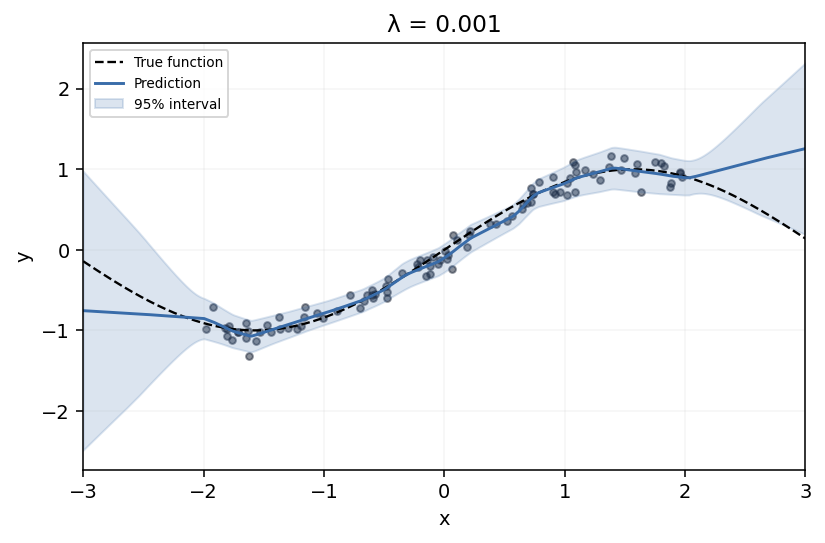 λ = 0.001
True function
Prediction
95% interval
2
1
0
−1
−2
y
−3 −2 −1 0 1 2 3
x